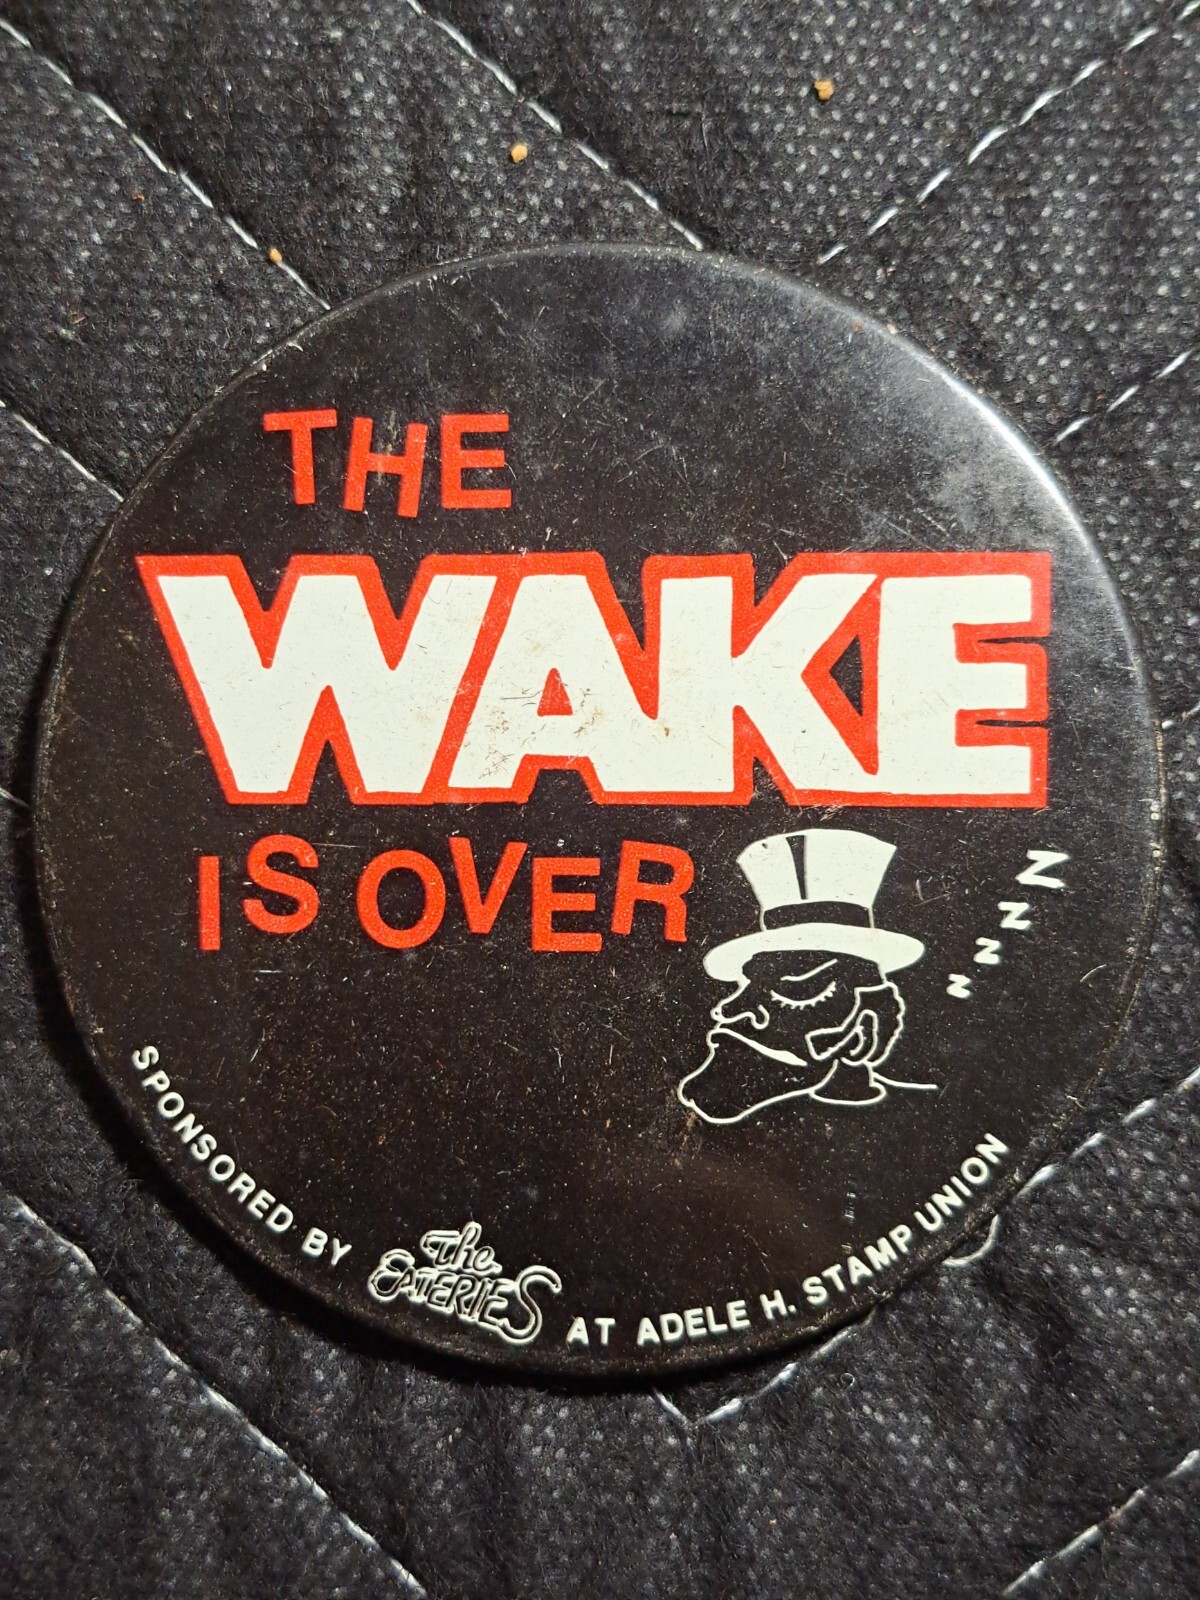 THE
WAKE
IS OVER
z z z Z
SPONSORED BY The EATERIES AT ADELE H. STAMP UNION